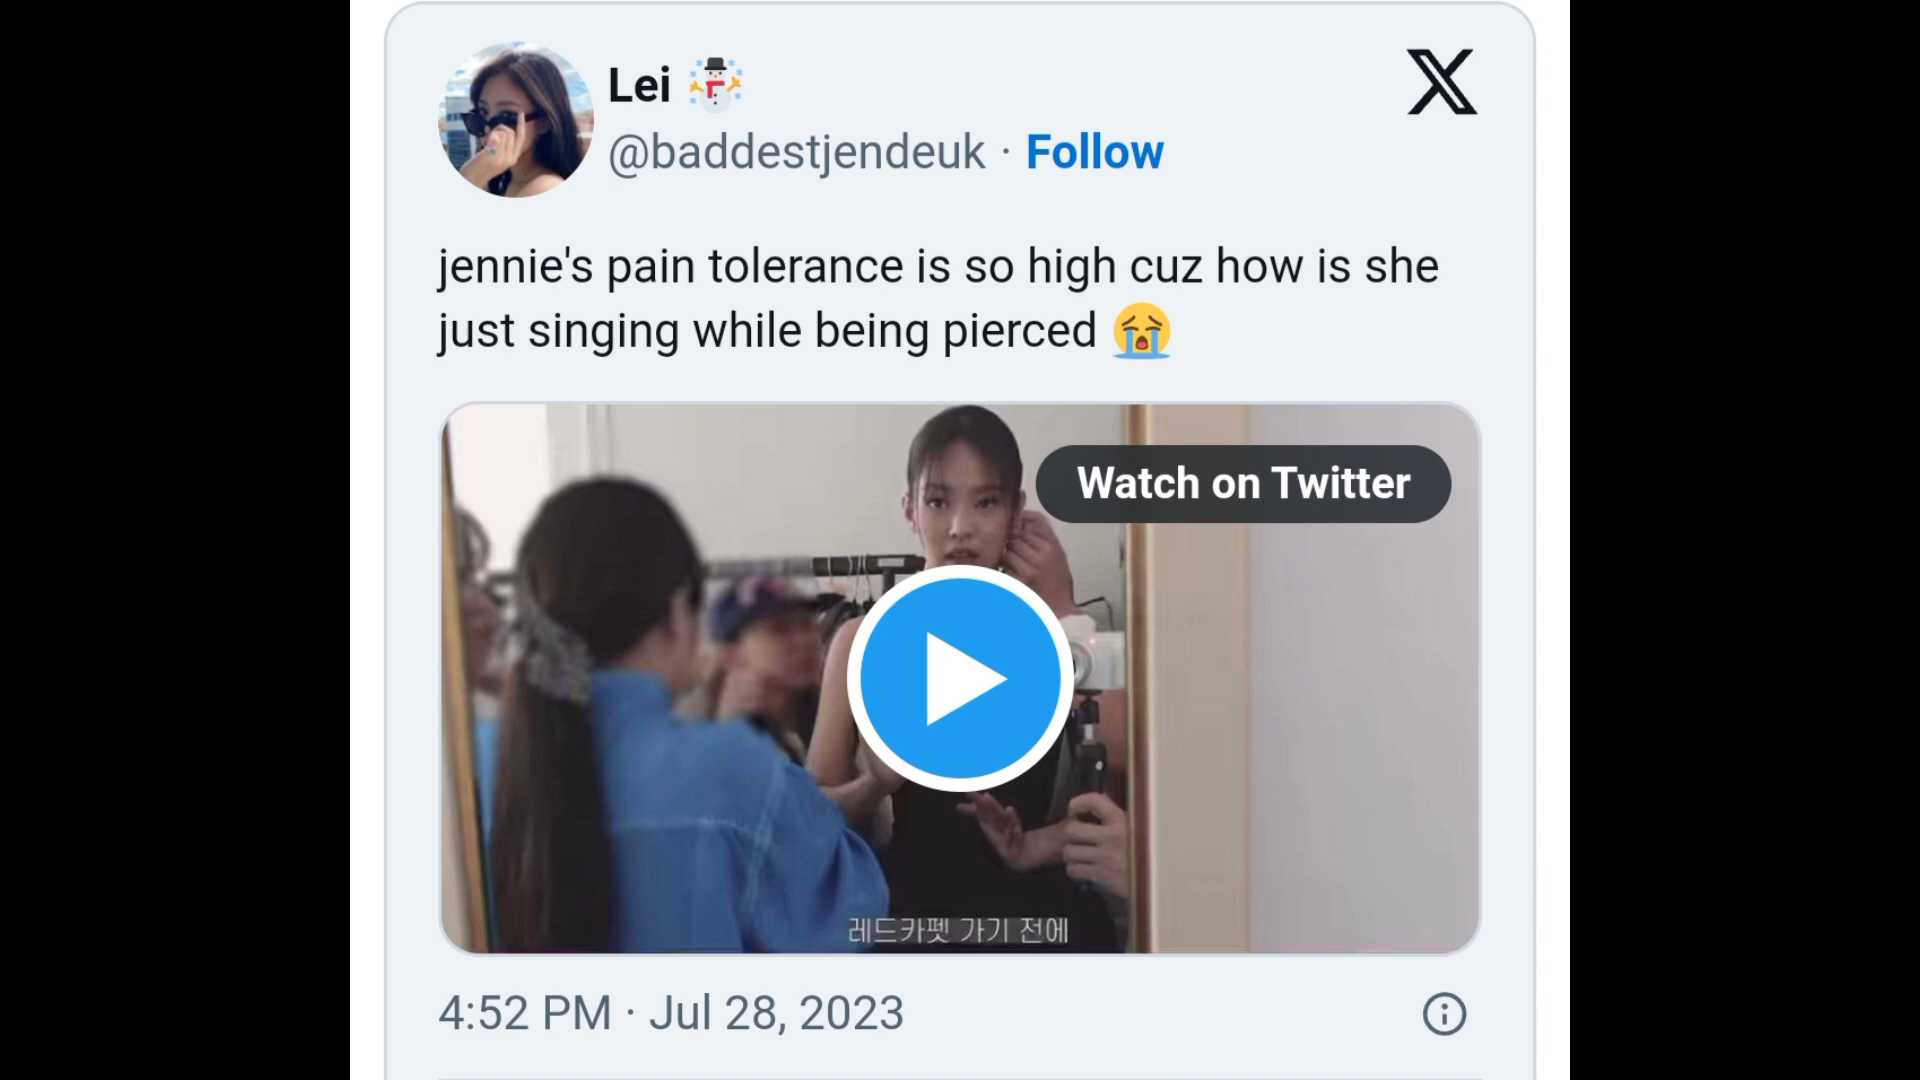 Lei ☃️
@baddestjendeuk · Follow
jennie's pain tolerance is so high cuz how is she
just singing while being pierced 😭
Watch on Twitter
레드카펫 가기 전에
4:52 PM · Jul 28, 2023